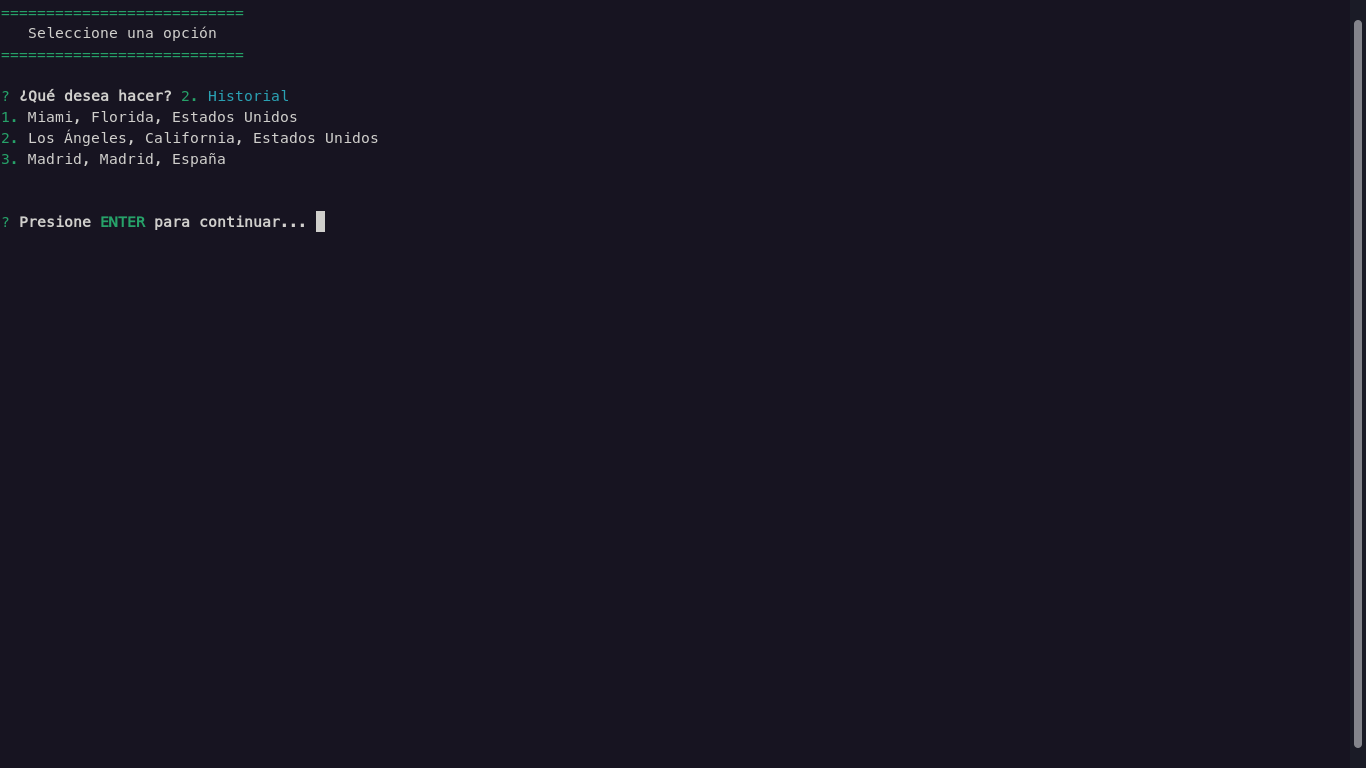 ===========================
Seleccione una opción
===========================
? ¿Qué desea hacer? 2. Historial
1. Miami, Florida, Estados Unidos
2. Los Ángeles, California, Estados Unidos
3. Madrid, Madrid, España
? Presione ENTER para continuar...